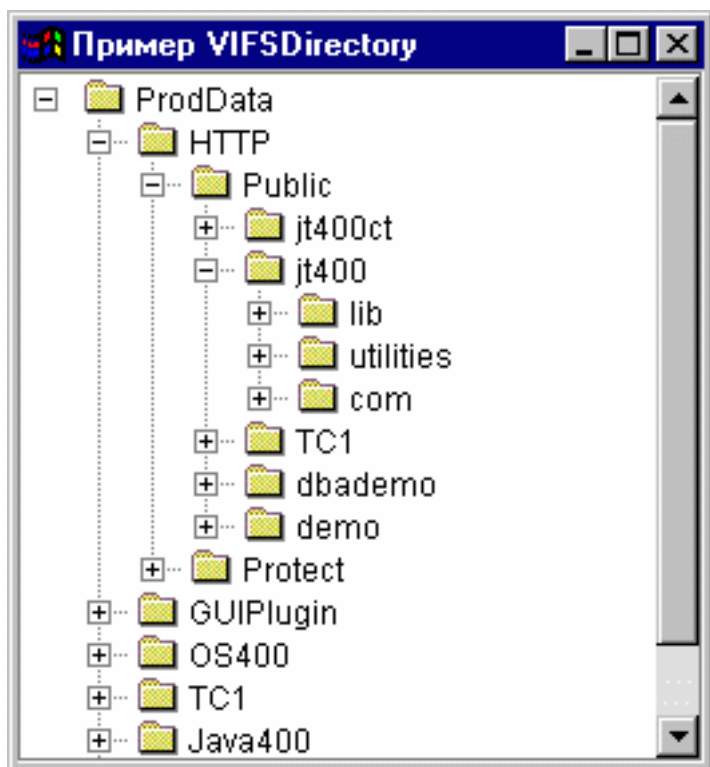 Пример VIFSDirectory
ProdData
HTTP
Public
jt400ct
jt400
lib
utilities
com
TC1
dbademo
demo
Protect
GUIPlugin
OS400
TC1
Java400